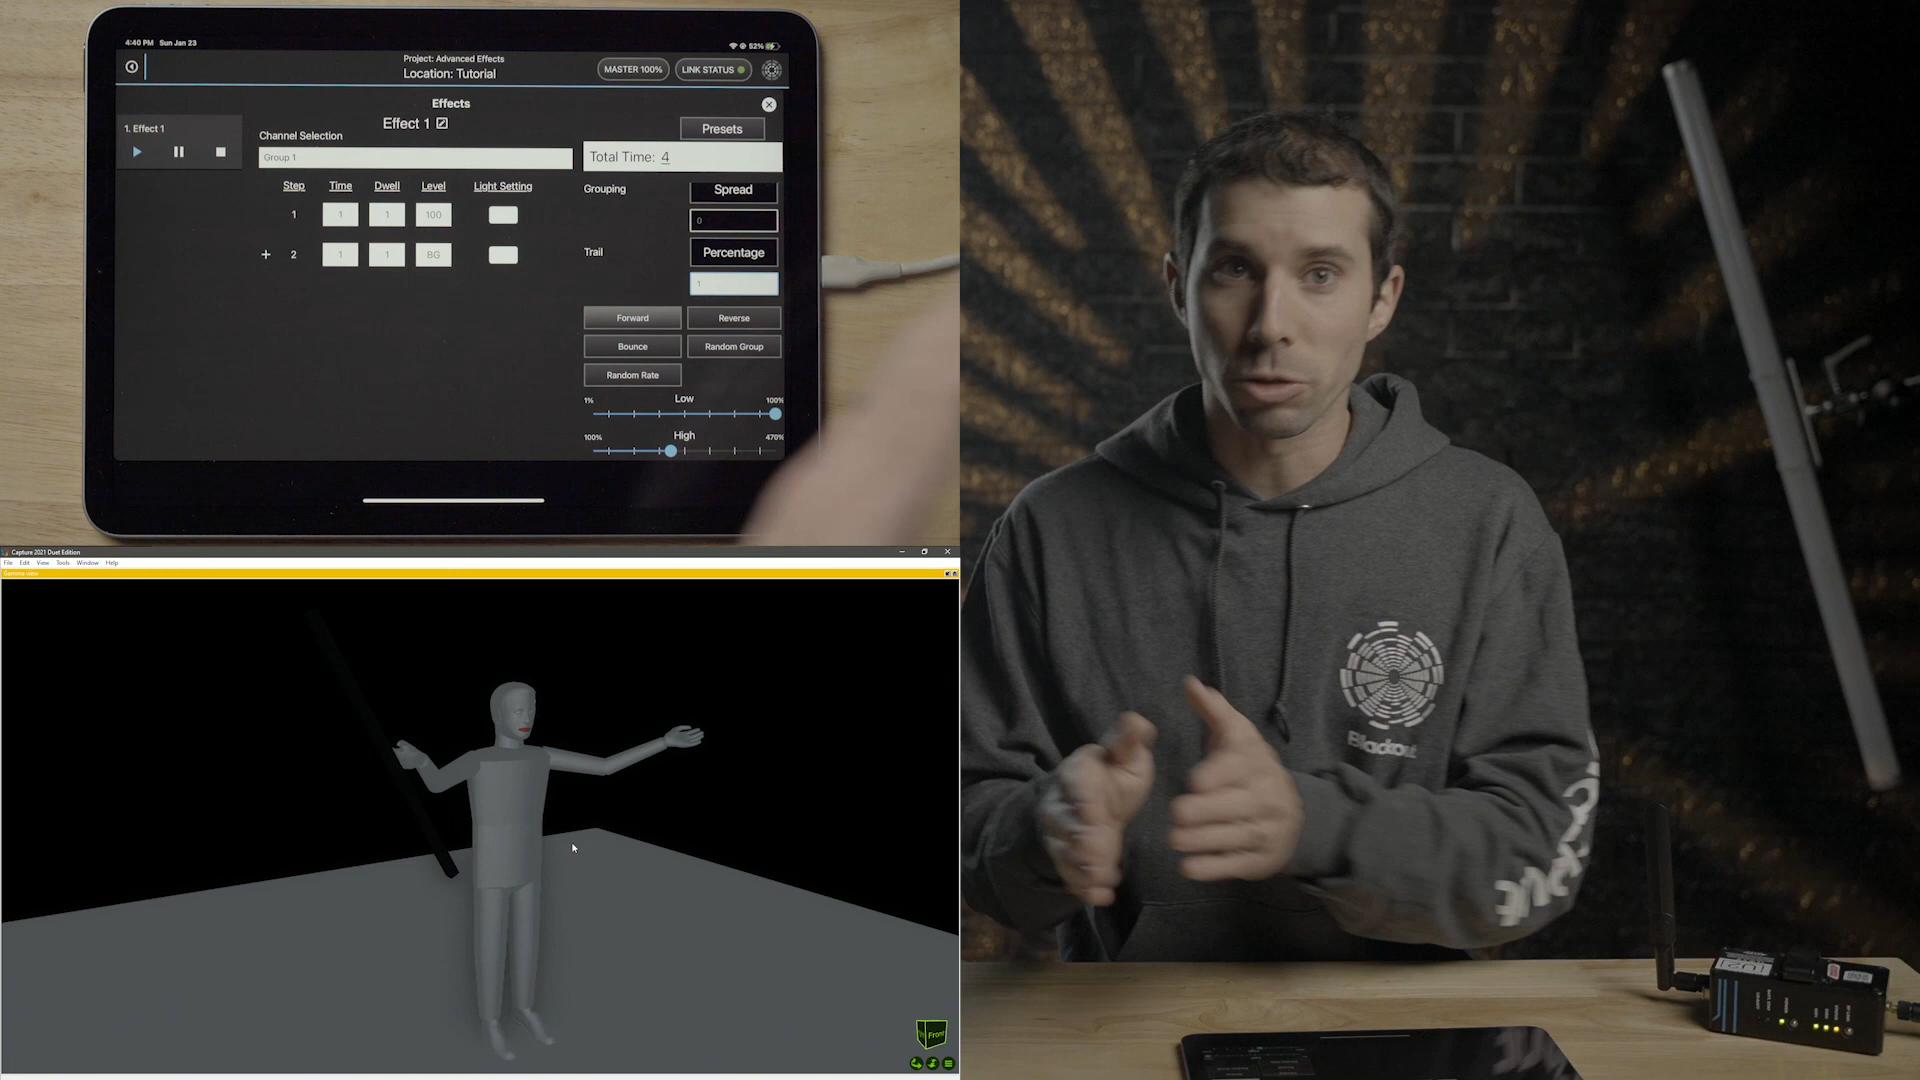 4:40 PM Sun Jan 23
52%
Project: Advanced Effects
Location: Tutorial
MASTER 100%
LINK STATUS
Effects
Effect 1
Presets
1. Effect 1
Channel Selection
Group 1
Total Time: 4
Step Time Dwell Level Light Setting
1 1 1 100
+ 2 1 1 BG
Grouping
Spread
0
Trail
Percentage
1
Forward
Reverse
Bounce
Random Group
Random Rate
1% Low 100%
100% High 470%
Capture 2021 Duet Edition
File Edit View Tools Window Help
Gamma view
Front
Blackout